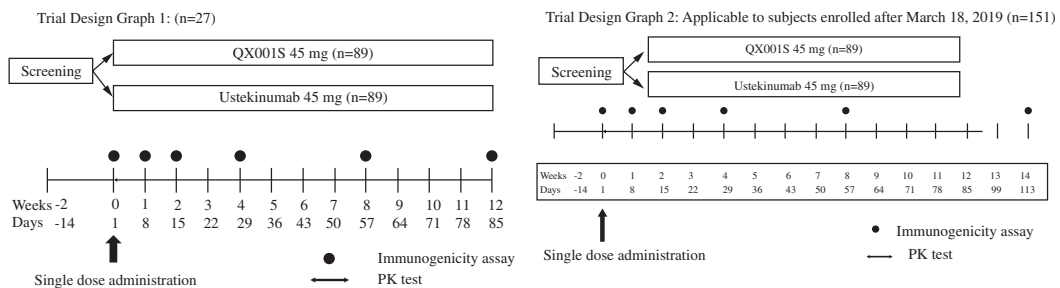 Trial Design Graph 1: (n=27)
QX001S 45 mg (n=89)
Screening
Ustekinumab 45 mg (n=89)
Weeks -2 0 1 2 3 4 5 6 7 8 9 10 11 12
Days -14 1 8 15 22 29 36 43 50 57 64 71 78 85
Immunogenicity assay
Single dose administration
PK test
Trial Design Graph 2: Applicable to subjects enrolled after March 18, 2019 (n=151)
QX001S 45 mg (n=89)
Screening
Ustekinumab 45 mg (n=89)
Weeks -2 0 1 2 3 4 5 6 7 8 9 10 11 12 13 14
Days -14 1 8 15 22 29 36 43 50 57 64 71 78 85 99 113
Immunogenicity assay
Single dose administration
PK test